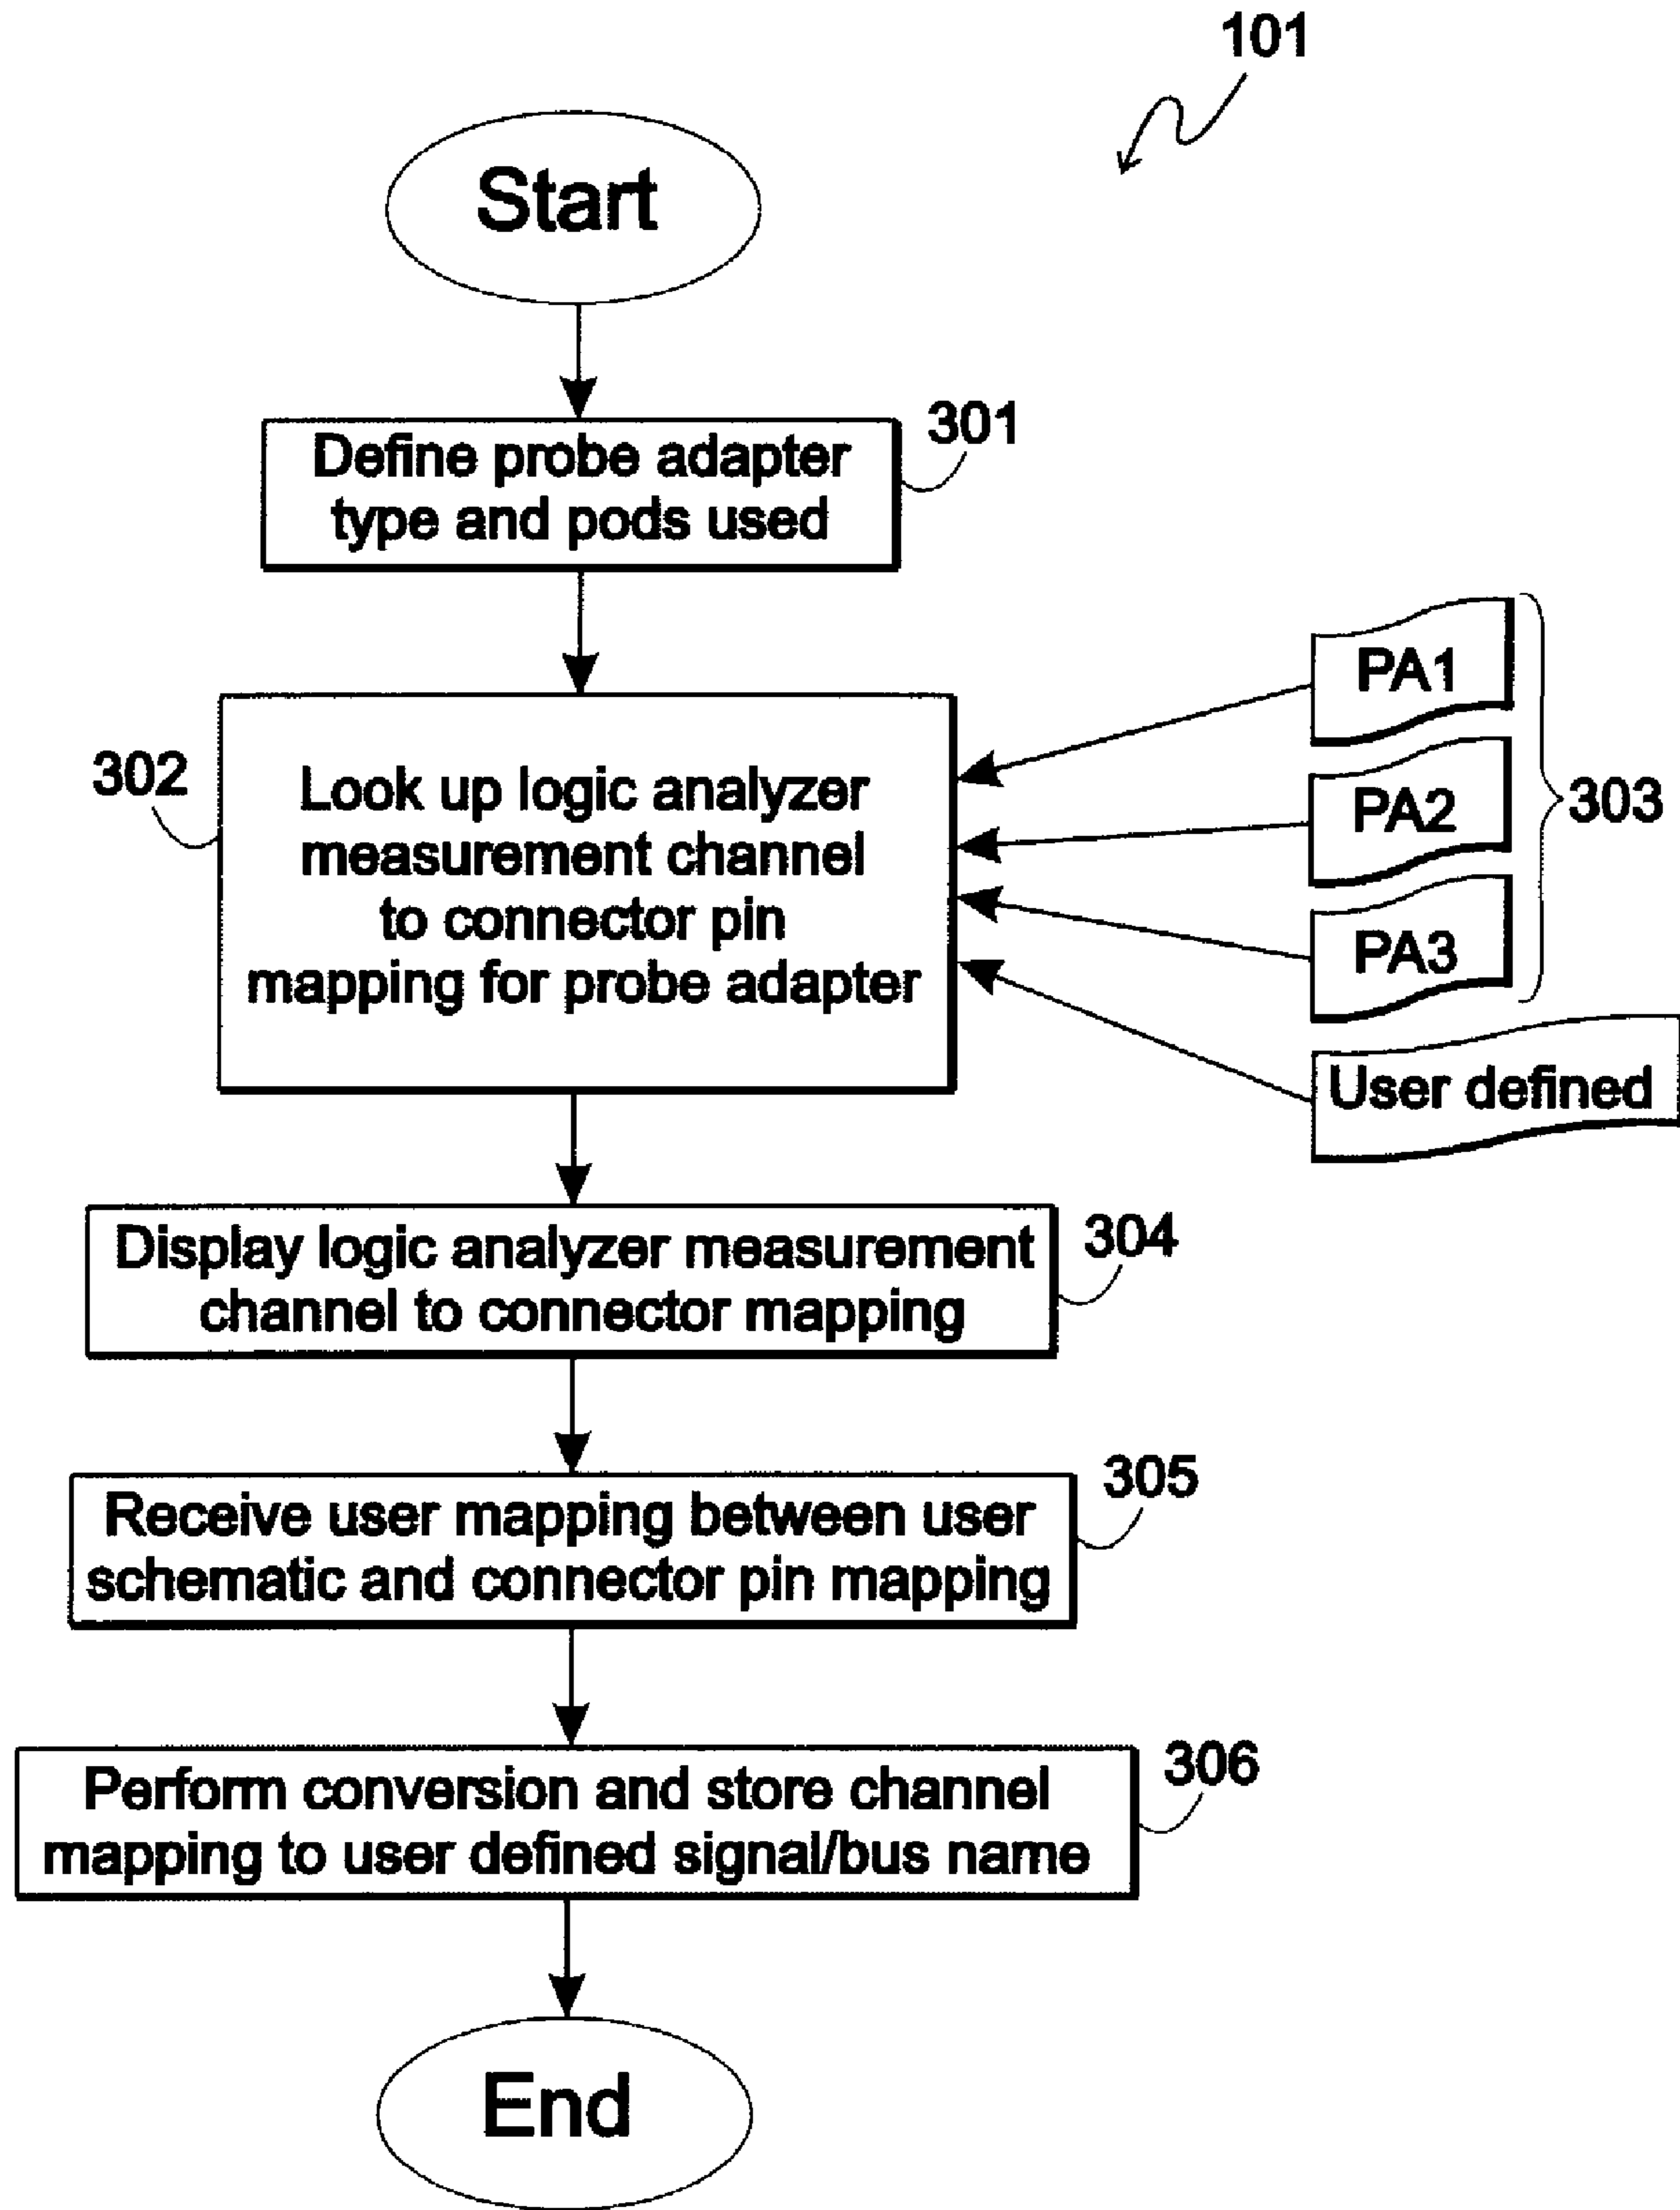 101
Start
301
Define probe adapter
type and pods used
PA1
302
Look up logic analyzer
measurement channel
to connector pin
mapping for probe adapter
PA2
303
PA3
User defined
Display logic analyzer measurement
channel to connector mapping
304
Receive user mapping between user
schematic and connector pin mapping
305
Perform conversion and store channel
mapping to user defined signal/bus name
306
End